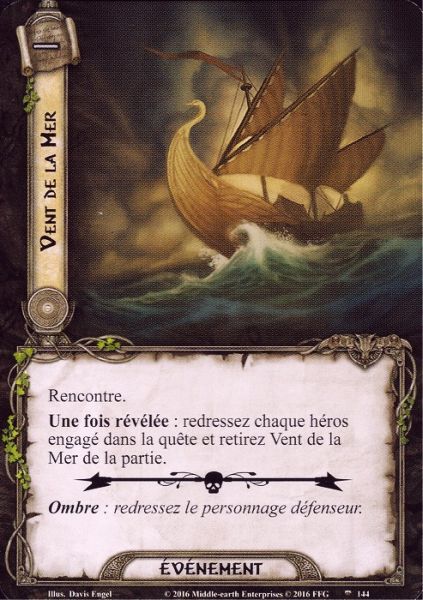 –
VENT DE LA MER
Rencontre.
Une fois révélée : redressez chaque héros
engagé dans la quête et retirez Vent de la
Mer de la partie.
Ombre : redressez le personnage défenseur.
ÉVÉNEMENT
Illus. Davis Engel © 2016 Middle-earth Enterprises © 2016 FFG 144